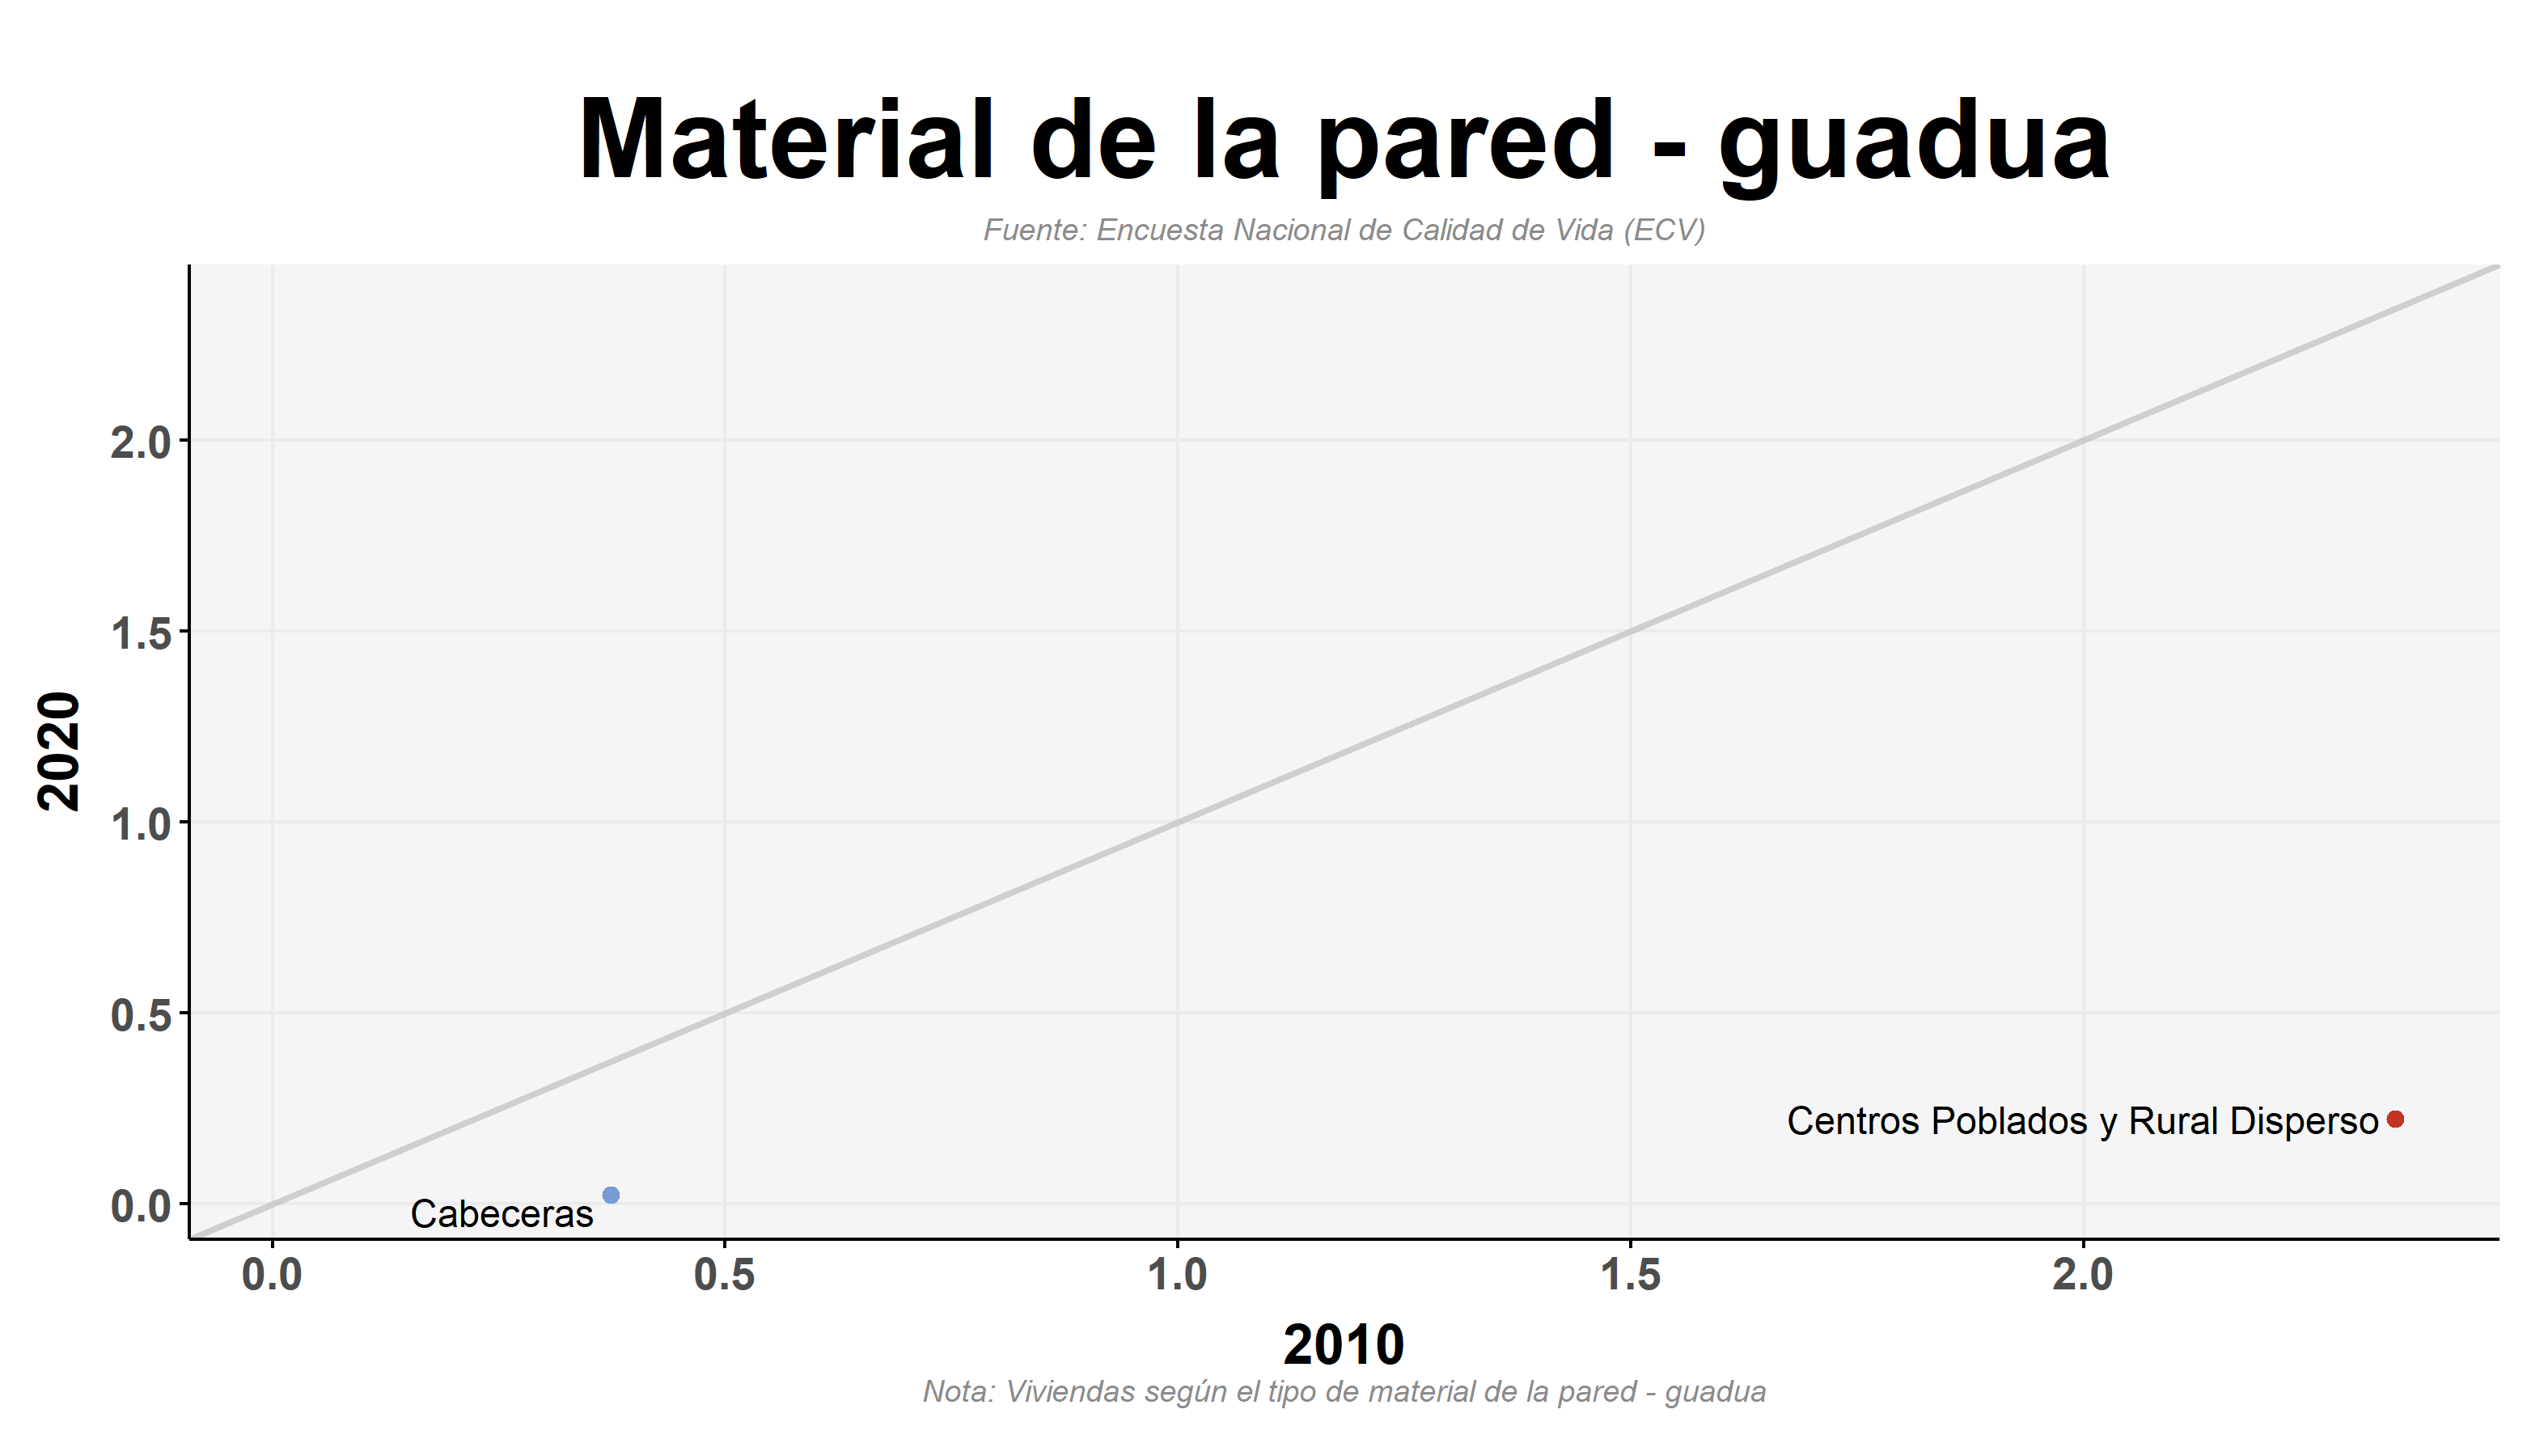 Material de la pared - guadua
Fuente: Encuesta Nacional de Calidad de Vida (ECV)
2020
2.0
1.5
1.0
0.5
0.0
Centros Poblados y Rural Disperso
Cabeceras
0.0 0.5 1.0 1.5 2.0
2010
Nota: Viviendas según el tipo de material de la pared - guadua